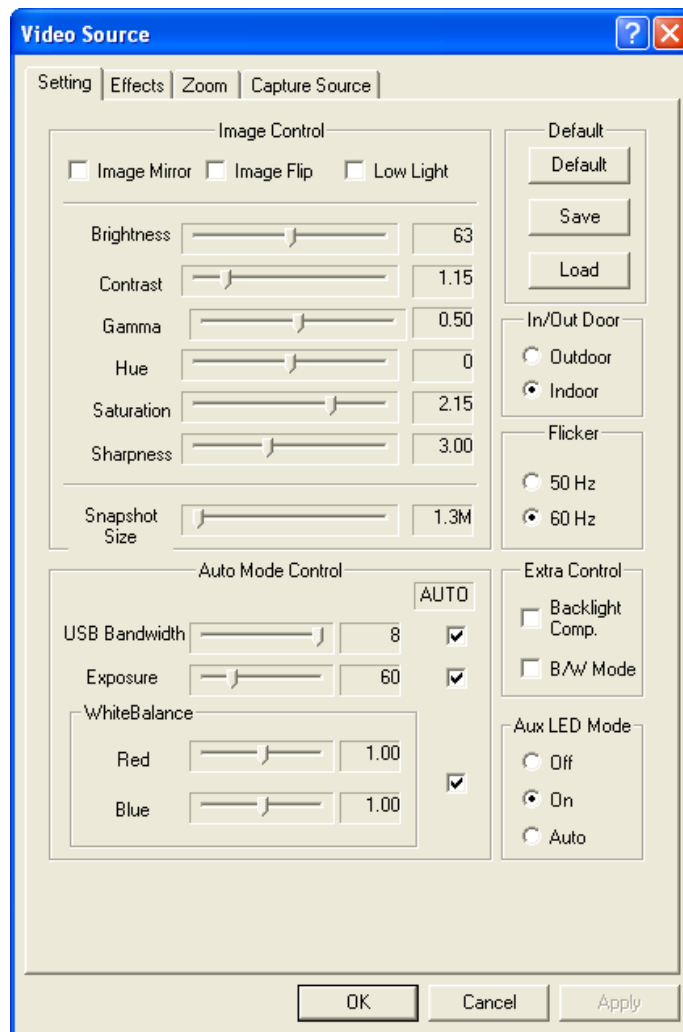 Video Source
Setting Effects Zoom Capture Source
Image Control
Image Mirror Image Flip Low Light
Brightness 63
Contrast 1.15
Gamma 0.50
Hue 0
Saturation 2.15
Sharpness 3.00
Snapshot
Size
1.3M
Default
Default
Save
Load
In/Out Door
Outdoor
Indoor
Flicker
50 Hz
60 Hz
Auto Mode Control
AUTO
USB Bandwidth 8
Exposure 60
WhiteBalance
Red 1.00
Blue 1.00
Extra Control
Backlight
Comp.
B/W Mode
Aux LED Mode
Off
On
Auto
OK Cancel Apply